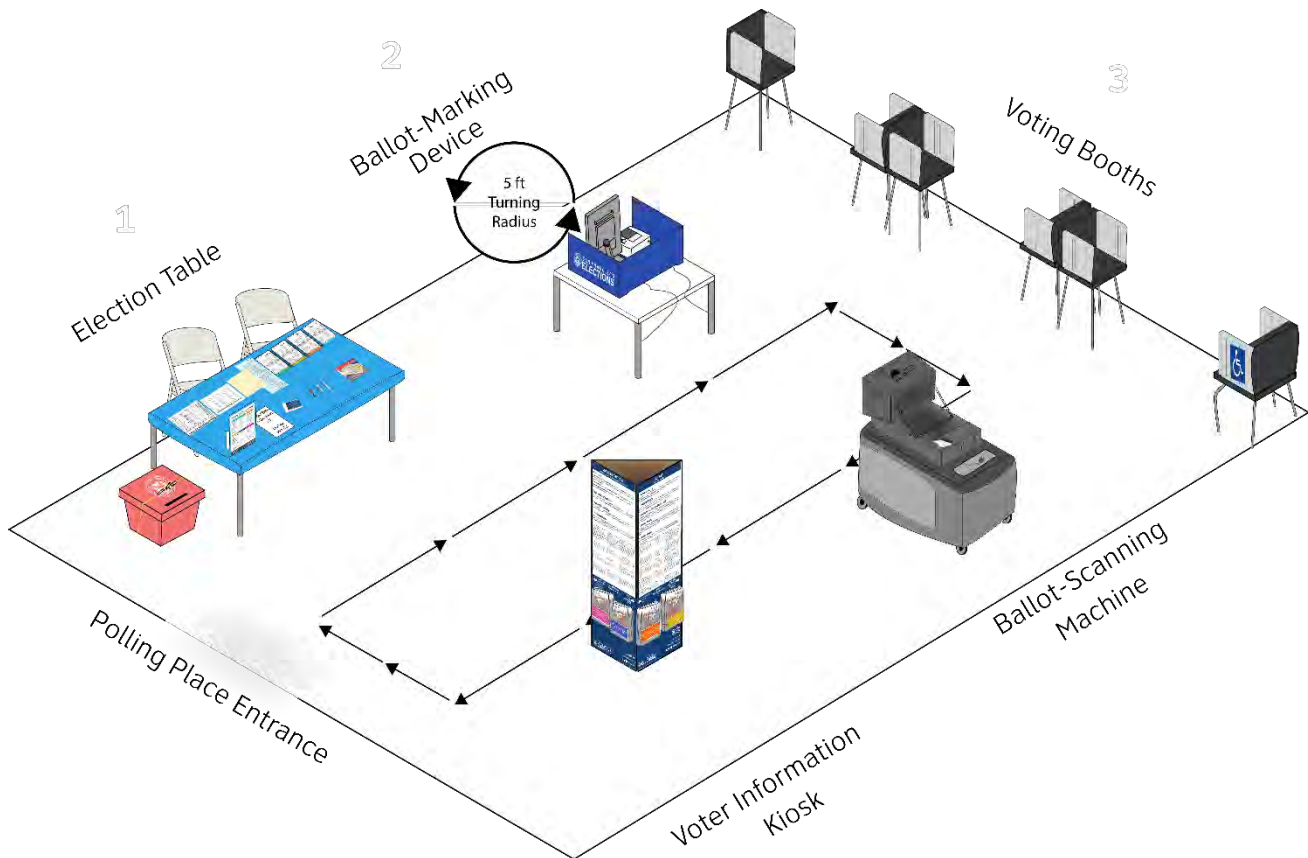 1
Election Table
2
Ballot-Marking
Device
5 ft
Turning
Radius
ELECTIONS
3
Voting Booths
Polling Place Entrance
Voter Information
Kiosk
Ballot-Scanning
Machine